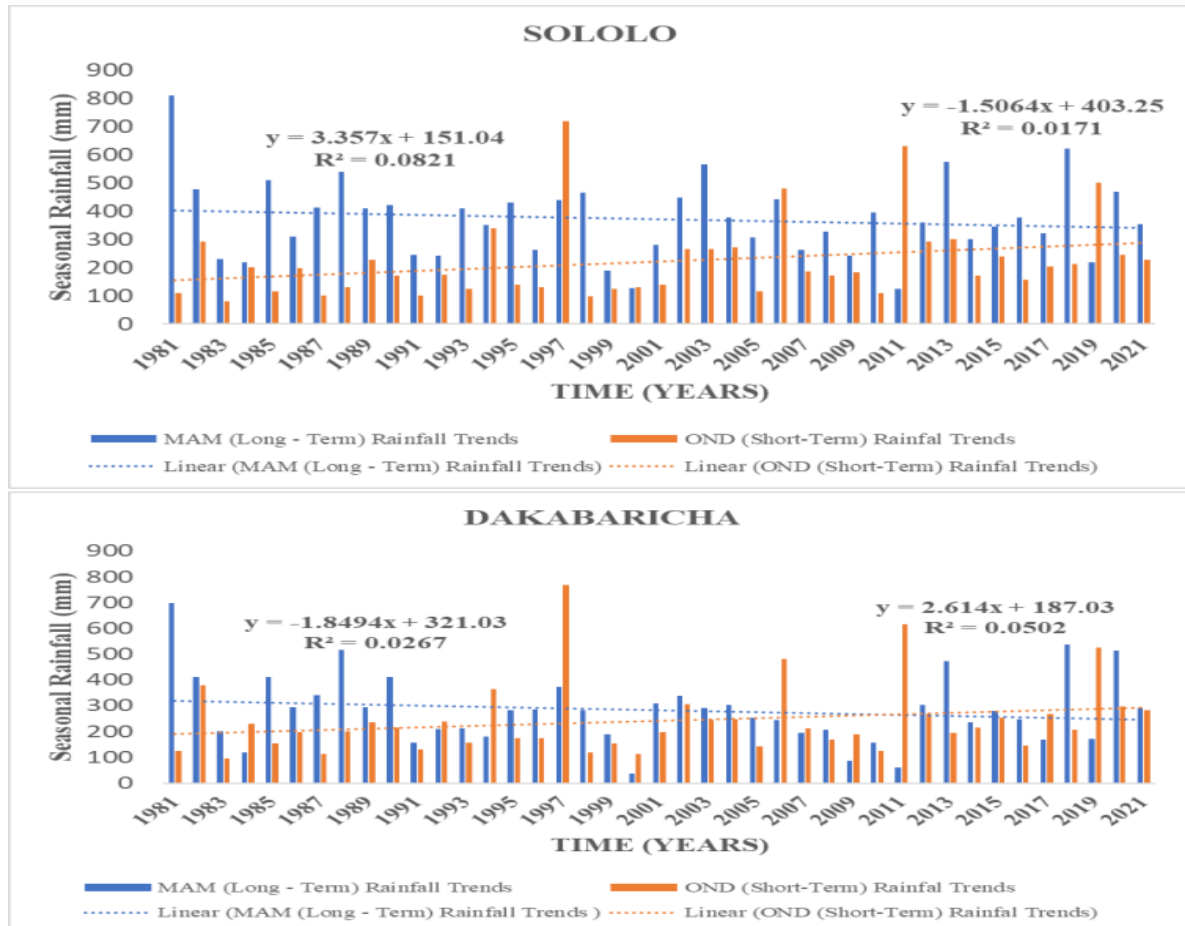 SOLOLO
Seasonal Rainfall (mm)
900
800
700
600
500
400
300
200
100
0
y = 3.357x + 151.04
R² = 0.0821
y = -1.5064x + 403.25
R² = 0.0171
1981 1983 1985 1987 1989 1991 1993 1995 1997 1999 2001 2003 2005 2007 2009 2011 2013 2015 2017 2019 2021
TIME (YEARS)
MAM (Long - Term) Rainfall Trends OND (Short-Term) Rainfal Trends
Linear (MAM (Long - Term) Rainfall Trends) Linear (OND (Short-Term) Rainfal Trends)
DAKABARICHA
Seasonal Rainfall (mm)
900
800
700
600
500
400
300
200
100
0
y = -1.8494x + 321.03
R² = 0.0267
y = 2.614x + 187.03
R² = 0.0502
1981 1983 1985 1987 1989 1991 1993 1995 1997 1999 2001 2003 2005 2007 2009 2011 2013 2015 2017 2019 2021
TIME (YEARS)
MAM (Long - Term) Rainfall Trends OND (Short-Term) Rainfal Trends
Linear (MAM (Long - Term) Rainfall Trends ) Linear (OND (Short-Term) Rainfal Trends)